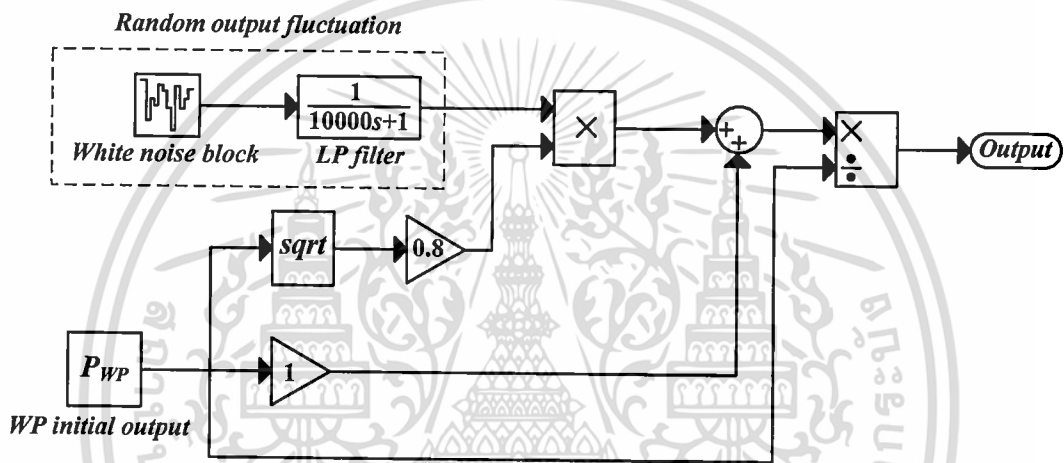 Random output fluctuation
1
10000s+1
White noise block
LP filter
×
+
+
×
÷
Output
sqrt
0.8
P_WP
1
WP initial output